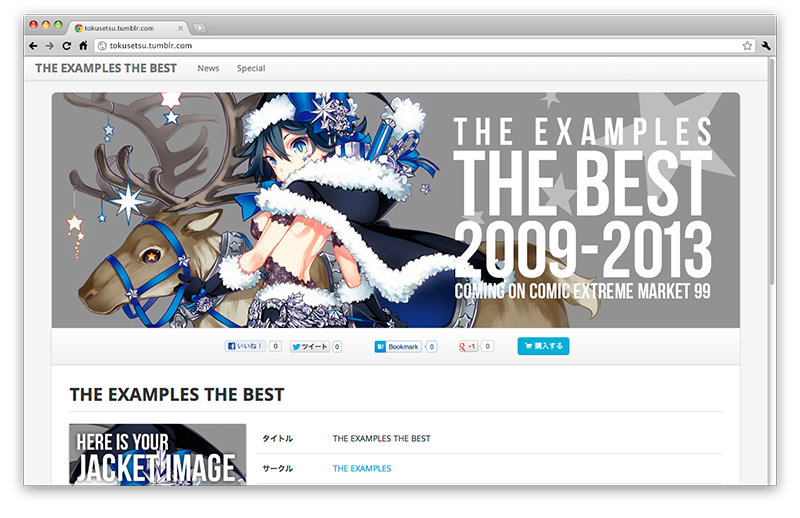 tokusetsu.tumblr.com
tokusetsu.tumblr.com
THE EXAMPLES THE BEST News Special
THE EXAMPLES
THE BEST
2009-2013
COMING ON COMIC EXTREME MARKET 99
いいね! 0 ツイート 0 B! Bookmark 0 g +1 0 購入する
THE EXAMPLES THE BEST
HERE IS YOUR
JACKET IMAGE
タイトル THE EXAMPLES THE BEST
サークル THE EXAMPLES